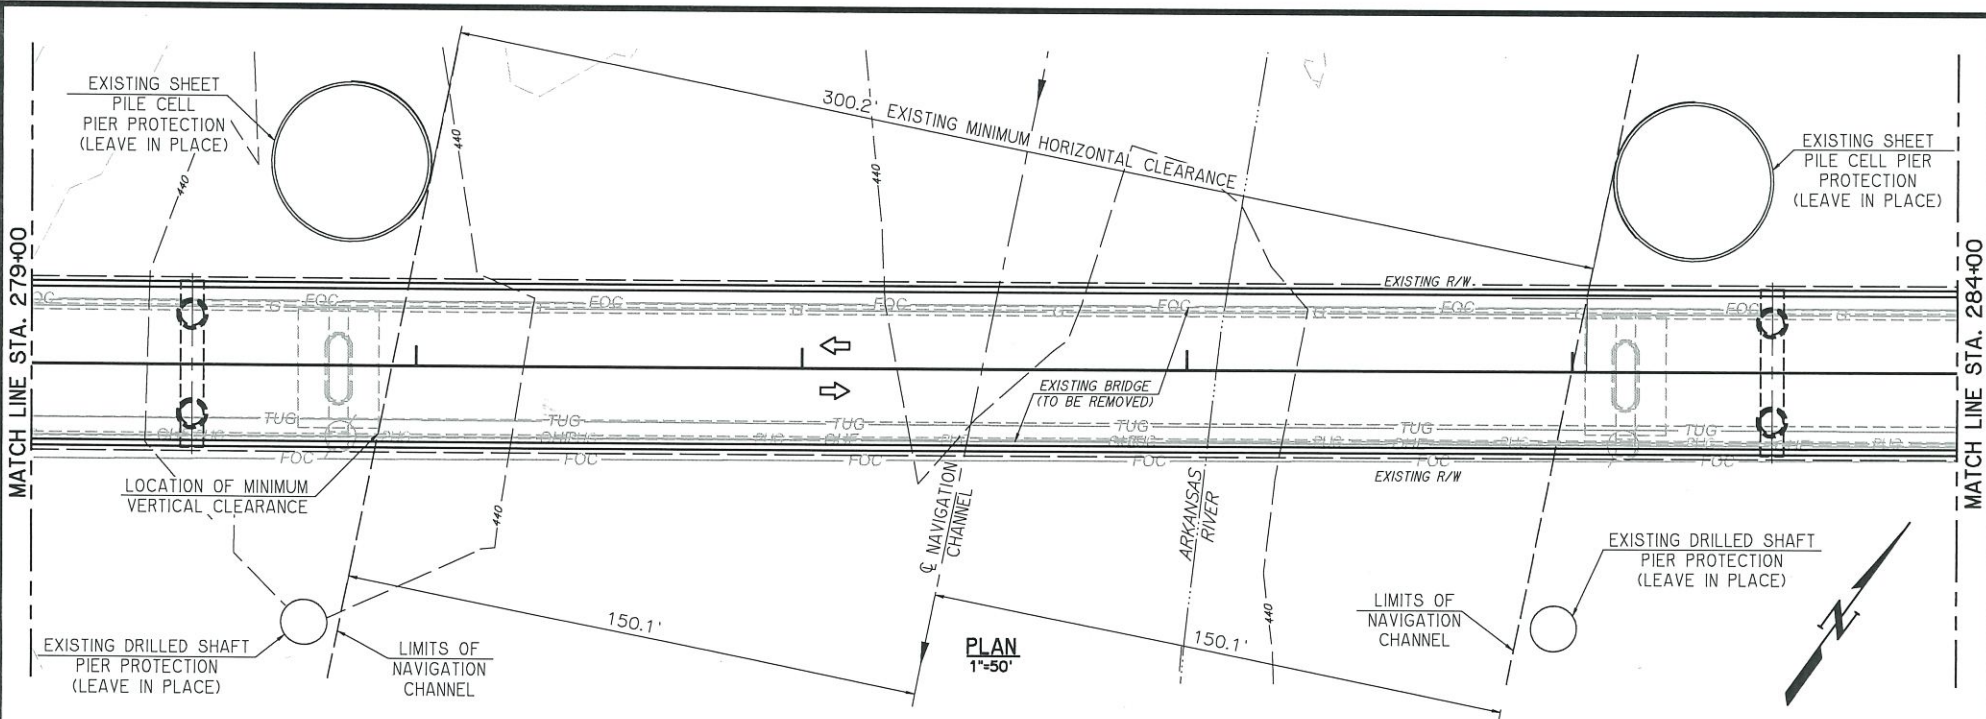 EXISTING SHEET
PILE CELL
PIER PROTECTION
(LEAVE IN PLACE)
440
440
300.2' EXISTING MINIMUM HORIZONTAL CLEARANCE
440
EXISTING SHEET
PILE CELL PIER
PROTECTION
(LEAVE IN PLACE)
MATCH LINE STA. 279+00
MATCH LINE STA. 284+00
EXISTING R/W.
FOC
FOC
FOC
FOC
FOC
FOC
EXISTING BRIDGE
(TO BE REMOVED)
TUG
TUG
TUG
TUG
TUG
TUG
FOC
FOC
FOC
FOC
FOC
FOC
EXISTING R/W
LOCATION OF MINIMUM
VERTICAL CLEARANCE
440
℄ NAVIGATION
CHANNEL
ARKANSAS
RIVER
EXISTING DRILLED SHAFT
PIER PROTECTION
(LEAVE IN PLACE)
LIMITS OF
NAVIGATION
CHANNEL
440
150.1'
150.1'
PLAN
1"=50'
EXISTING DRILLED SHAFT
PIER PROTECTION
(LEAVE IN PLACE)
LIMITS OF
NAVIGATION
CHANNEL
N